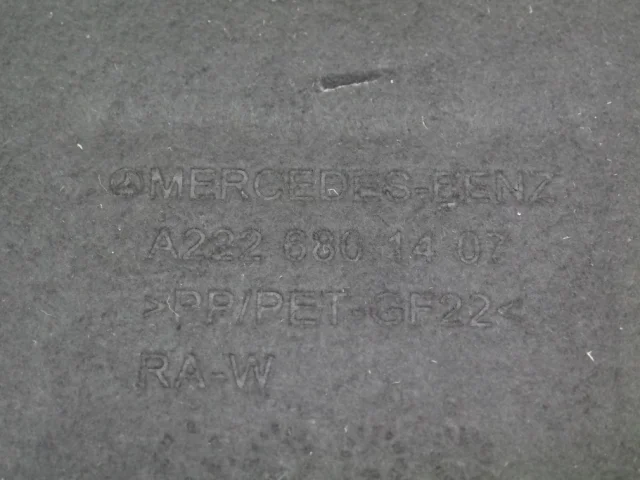 MERCEDES-BENZ
A222 680 14 07
>PP/PET-GF22<
RA-W